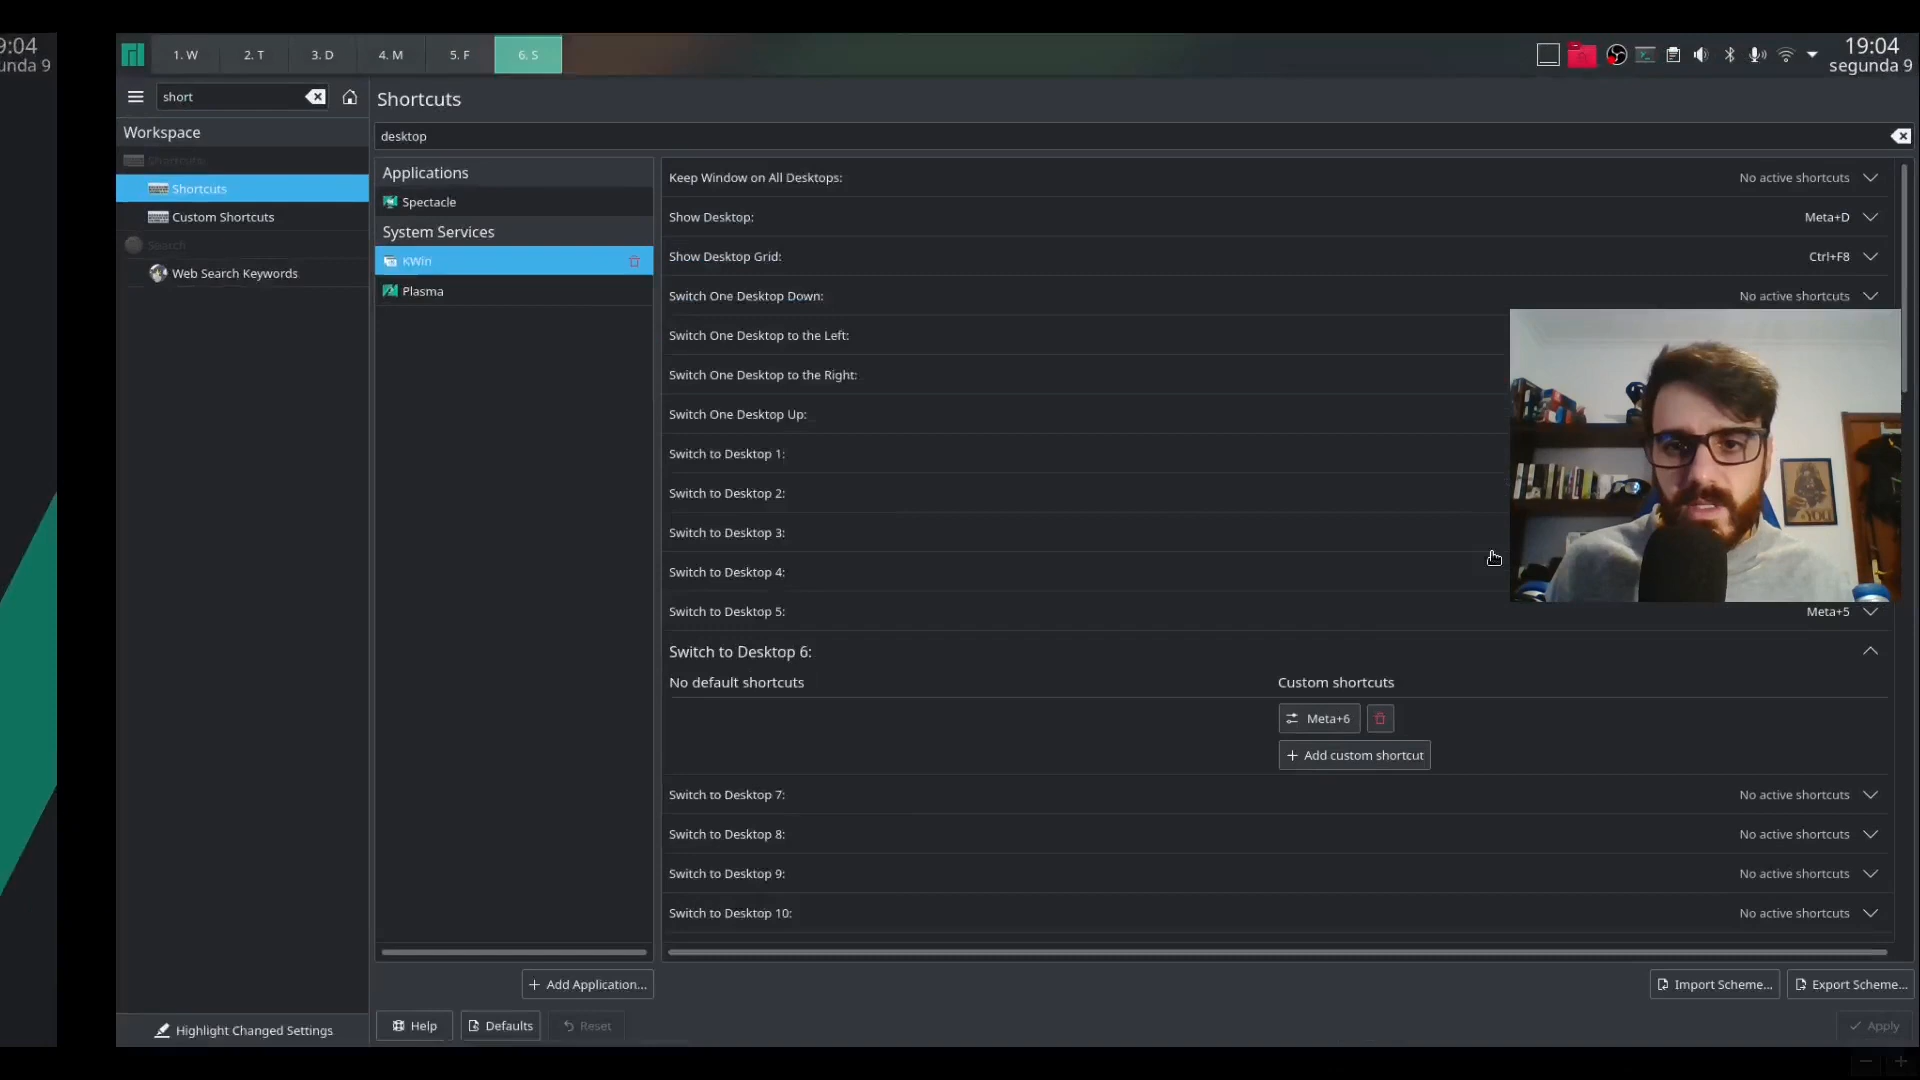 9:04
unda 9
1. W
2. T
3. D
4. M
5. F
6. S
19:04
segunda 9
short
Shortcuts
desktop
Workspace
Shortcuts
Shortcuts
Custom Shortcuts
Search
Web Search Keywords
Applications
Spectacle
System Services
KWin
Plasma
Keep Window on All Desktops:
No active shortcuts
Show Desktop:
Meta+D
Show Desktop Grid:
Ctrl+F8
Switch One Desktop Down:
No active shortcuts
Switch One Desktop to the Left:
Switch One Desktop to the Right:
Switch One Desktop Up:
Switch to Desktop 1:
Switch to Desktop 2:
Switch to Desktop 3:
Switch to Desktop 4:
Switch to Desktop 5:
Meta+5
Switch to Desktop 6:
No default shortcuts
Custom shortcuts
Meta+6
Add custom shortcut
Switch to Desktop 7:
No active shortcuts
Switch to Desktop 8:
No active shortcuts
Switch to Desktop 9:
No active shortcuts
Switch to Desktop 10:
No active shortcuts
Add Application...
Import Scheme...
Export Scheme...
Highlight Changed Settings
Help
Defaults
Reset
Apply
YOU